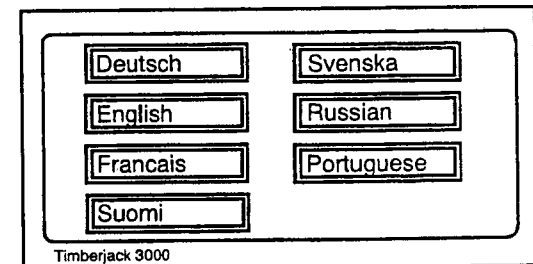 Deutsch
Svenska
English
Russian
Francais
Portuguese
Suomi
Timberjack 3000